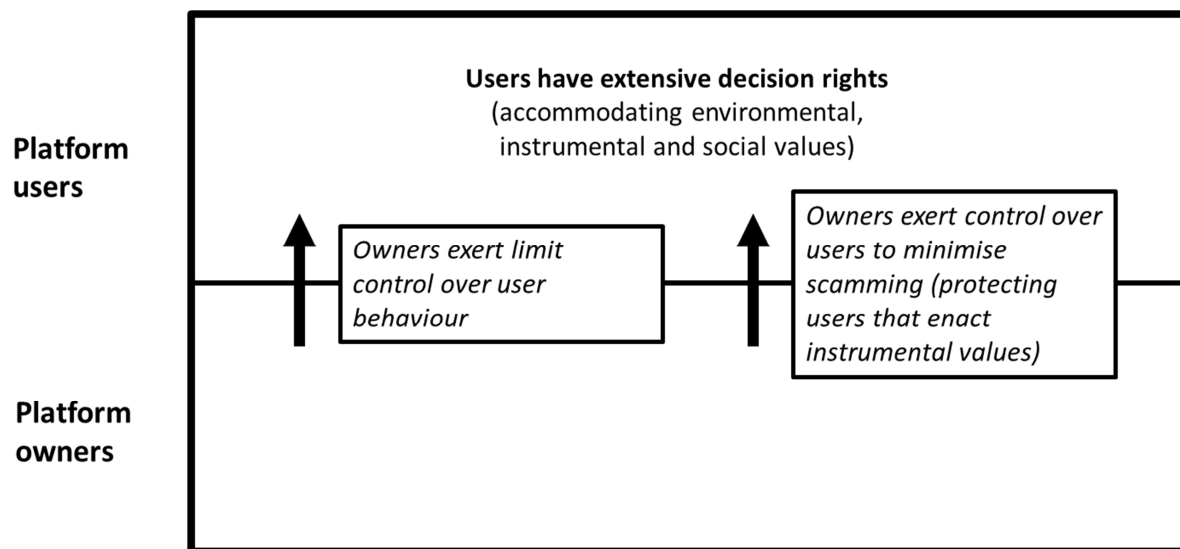 Users have extensive decision rights
(accommodating environmental,
instrumental and social values)
Platform
users
Owners exert limit
control over user
behaviour
Owners exert control over
users to minimise
scamming (protecting
users that enact
instrumental values)
Platform
owners